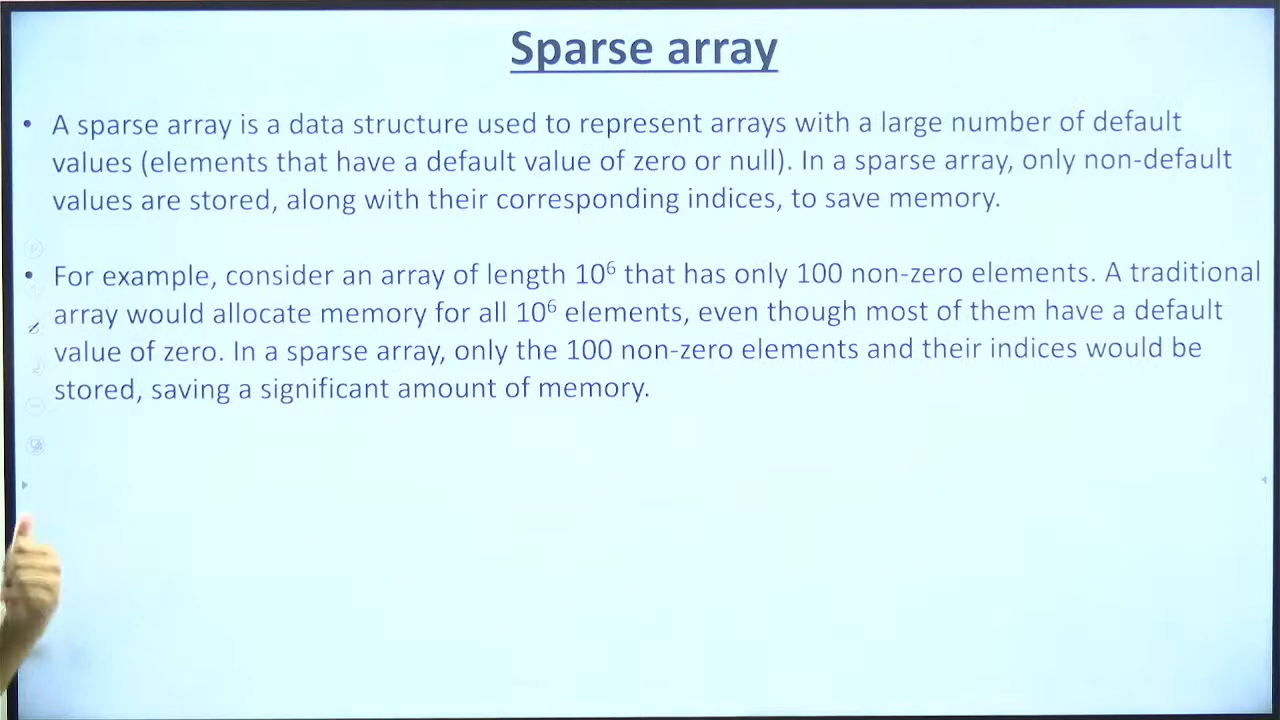 Sparse array
• A sparse array is a data structure used to represent arrays with a large number of default
values (elements that have a default value of zero or null). In a sparse array, only non-default
values are stored, along with their corresponding indices, to save memory.
• For example, consider an array of length 10⁶ that has only 100 non-zero elements. A traditional
array would allocate memory for all 10⁶ elements, even though most of them have a default
value of zero. In a sparse array, only the 100 non-zero elements and their indices would be
stored, saving a significant amount of memory.